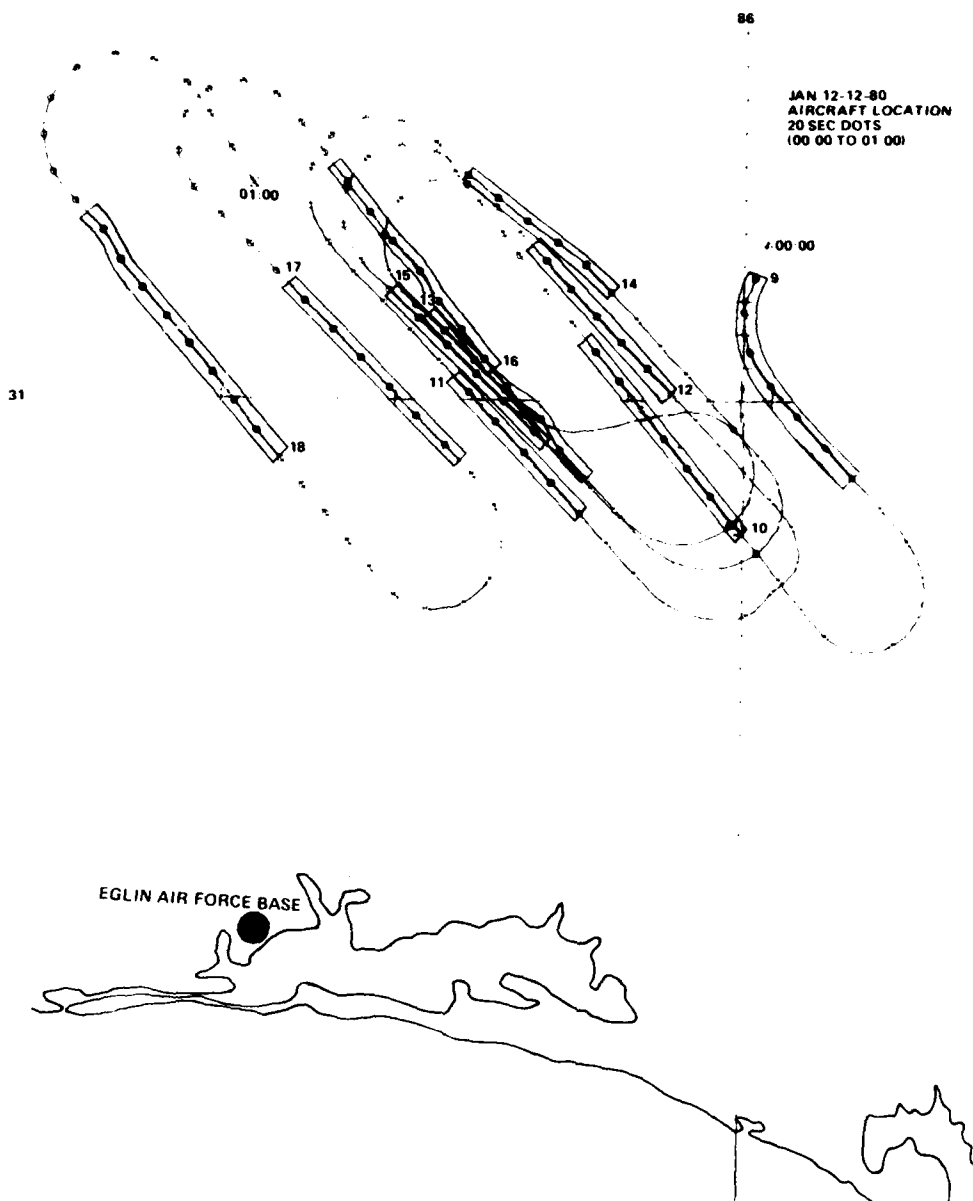 86
JAN 12-12-80
AIRCRAFT LOCATION
20 SEC DOTS
(00 00 TO 01 00)
01:00
00:00
9
17
15
13
14
16
11
12
31
18
10
EGLIN AIR FORCE BASE